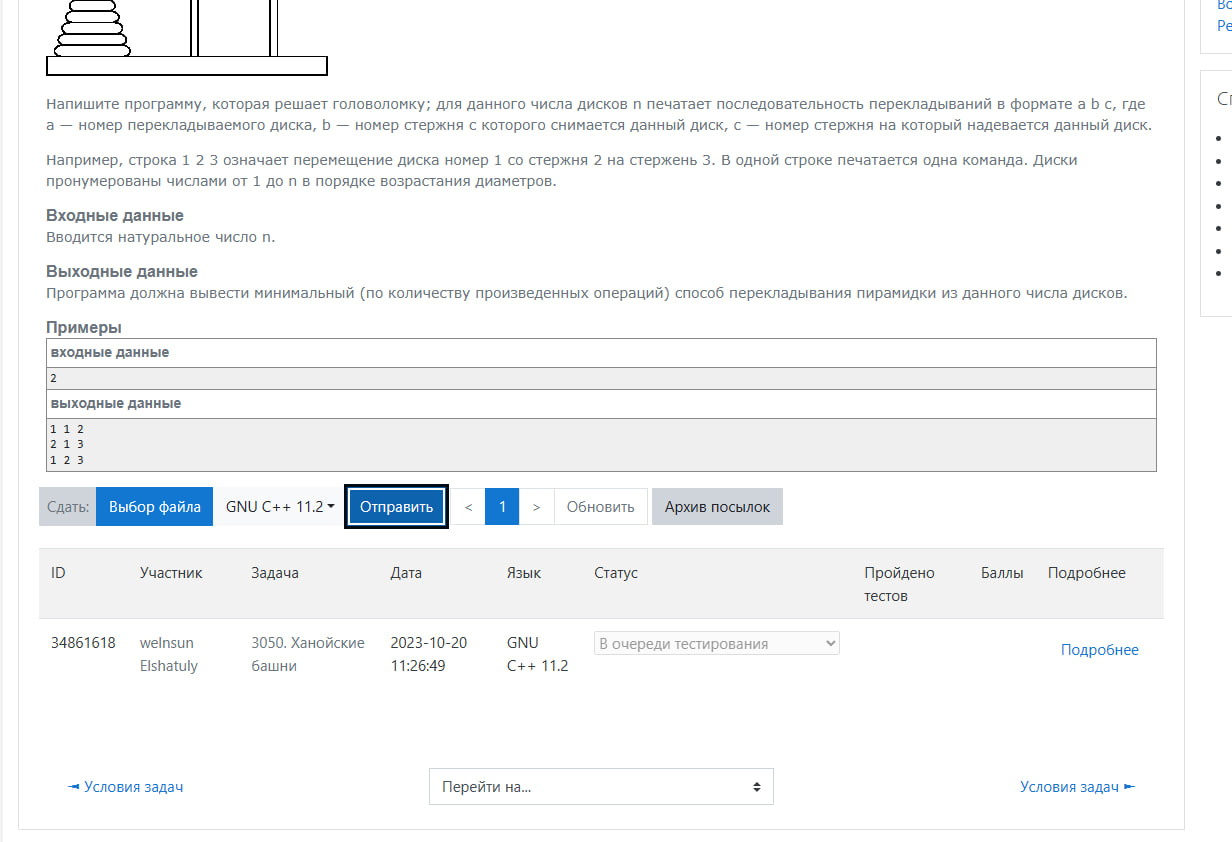 Напишите программу, которая решает головоломку; для данного числа дисков n печатает последовательность перекладываний в формате a b c, где
a — номер перекладываемого диска, b — номер стержня с которого снимается данный диск, c — номер стержня на который надевается данный диск.
Например, строка 1 2 3 означает перемещение диска номер 1 со стержня 2 на стержень 3. В одной строке печатается одна команда. Диски
пронумерованы числами от 1 до n в порядке возрастания диаметров.
Входные данные
Вводится натуральное число n.
Выходные данные
Программа должна вывести минимальный (по количеству произведенных операций) способ перекладывания пирамидки из данного числа дисков.
Примеры
входные данные
2
выходные данные
1 1 2
2 1 3
1 2 3
Сдать: Выбор файла GNU C++ 11.2 Отправить < 1 > Обновить Архив посылок
ID Участник Задача Дата Язык Статус Пройдено Баллы Подробнее
тестов
34861618 welnsun 3050. Ханойские 2023-10-20 GNU В очереди тестирования Подробнее
Elshatuly башни 11:26:49 C++ 11.2
◄ Условия задач Перейти на... Условия задач ►